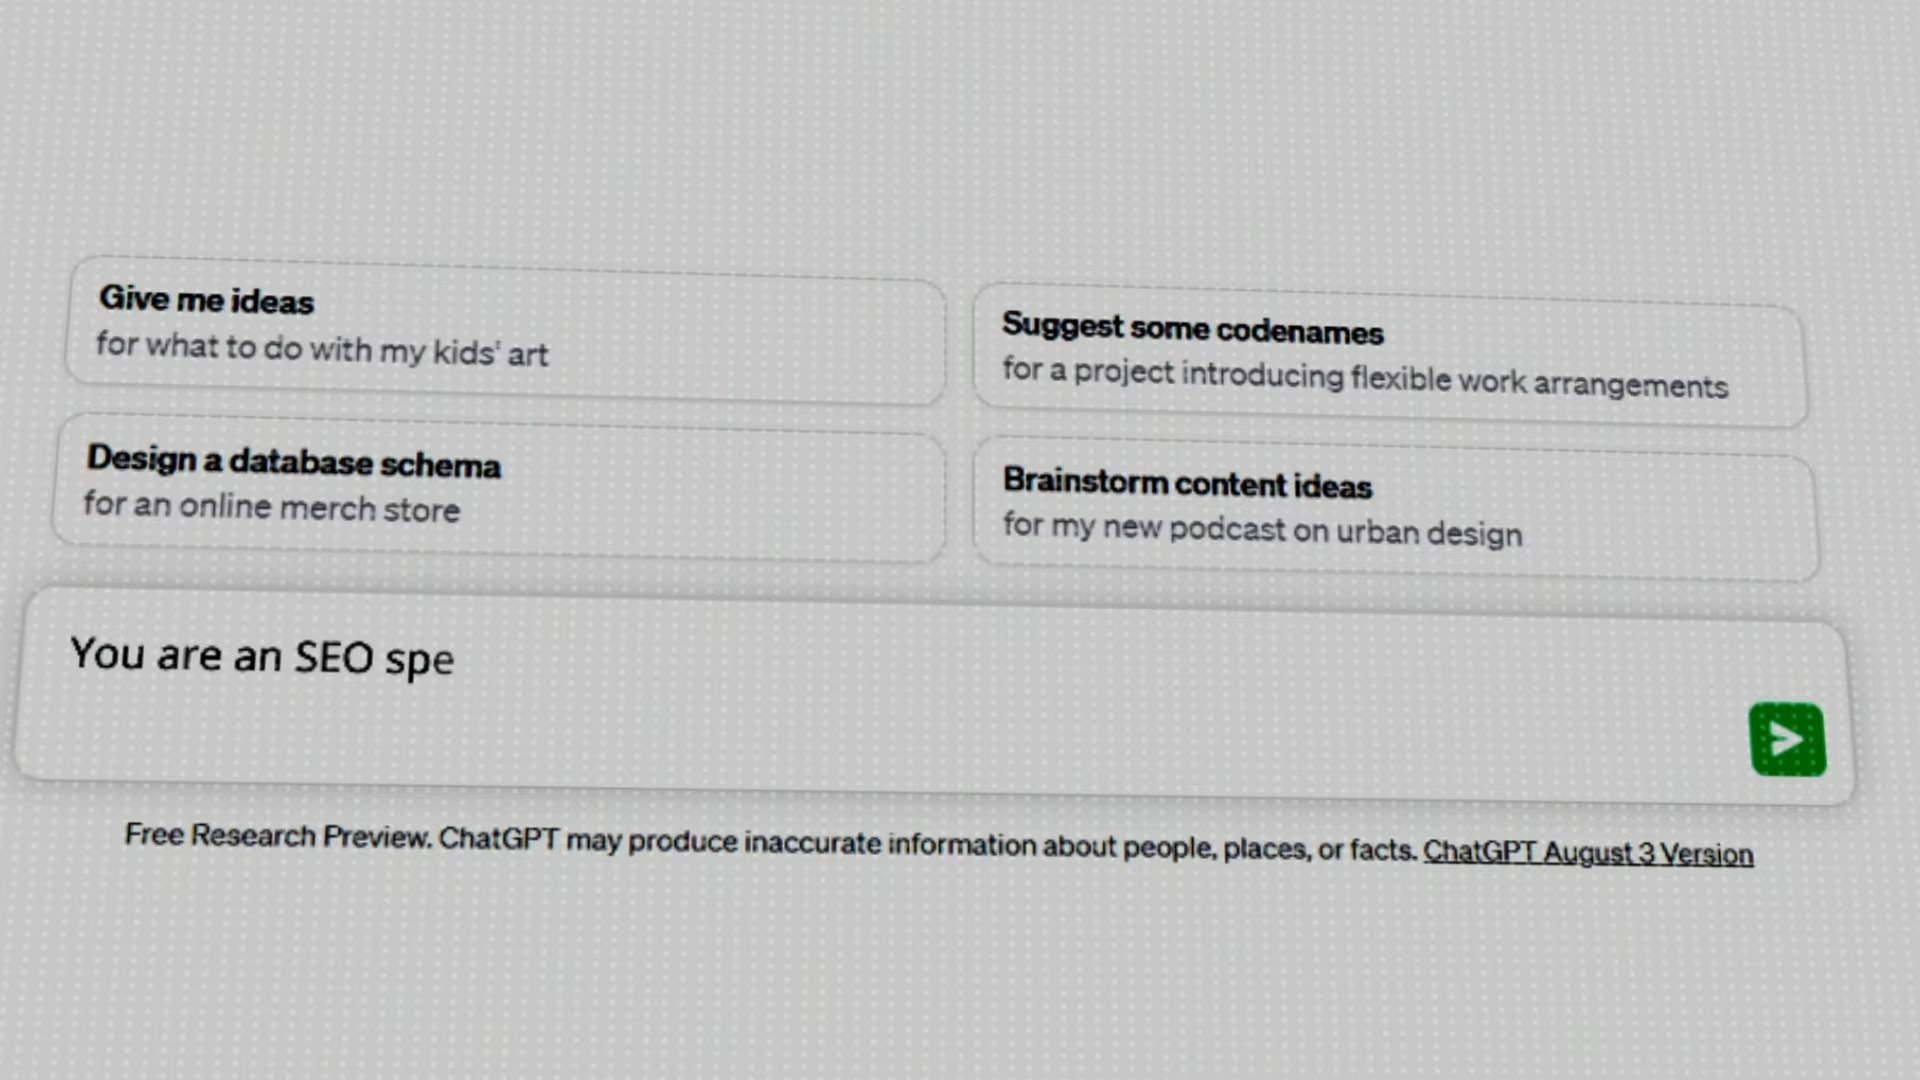 Give me ideas
for what to do with my kids' art
Suggest some codenames
for a project introducing flexible work arrangements
Design a database schema
for an online merch store
Brainstorm content ideas
for my new podcast on urban design
You are an SEO spe
Free Research Preview. ChatGPT may produce inaccurate information about people, places, or facts. ChatGPT August 3 Version